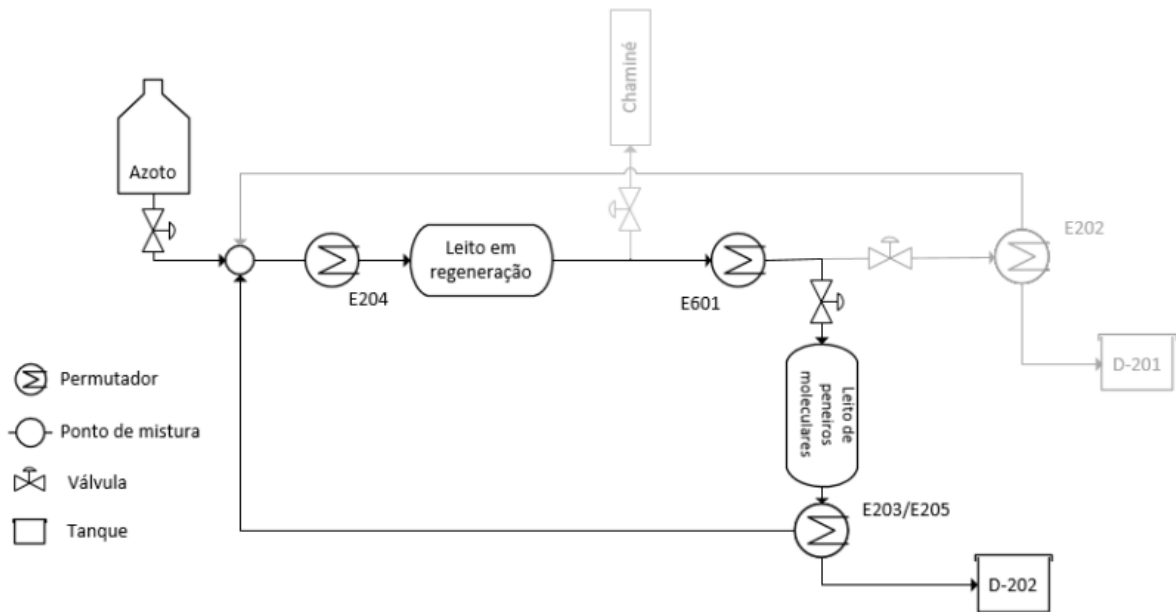 Chaminé
Azoto
E202
Leito em
regeneração
E204
E601
D-201
Leito de
peneiros
moleculares
Permutador
Ponto de mistura
Válvula
Tanque
E203/E205
D-202